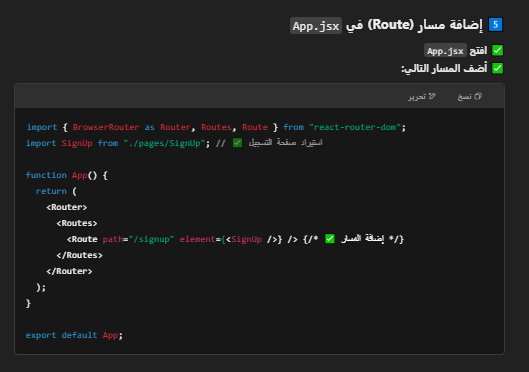 5 إضافة مسار (Route) في App.jsx
✅ افتح App.jsx
✅ أضف المسار التالي:
نسخ تحرير
import { BrowserRouter as Router, Routes, Route } from "react-router-dom";
import SignUp from "./pages/SignUp"; // ✅ استيراد صفحة التسجيل
function App() {
return (
<Router>
<Routes>
<Route path="/signup" element={<SignUp />} /> {/* ✅ إضافة المسار */}
</Routes>
</Router>
);
}
export default App;